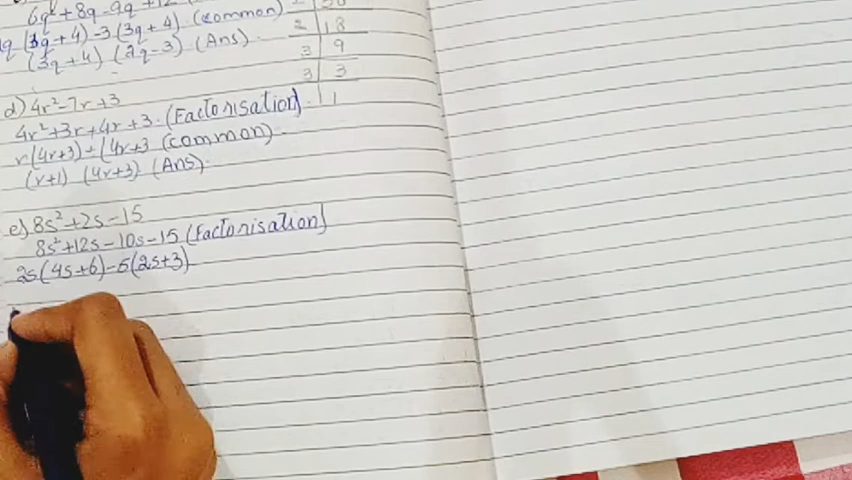 6q² + 8q - 9q + 12
q (3q + 4) - 3 (3q + 4) (common)
(3q + 4) (2q - 3) (Ans)
2 18
3 9
3 3
1
d) 4r² - 7r + 3
4r² + 3r + 4r + 3. (Factorisation)
r(4r+3) + (4r+3 (common)
(r+1) (4r+3) (Ans).
e) 8s² + 2s - 15
8s² + 12s - 10s - 15 (Factorisation)
2s(4s+6) - 5(2s+3)